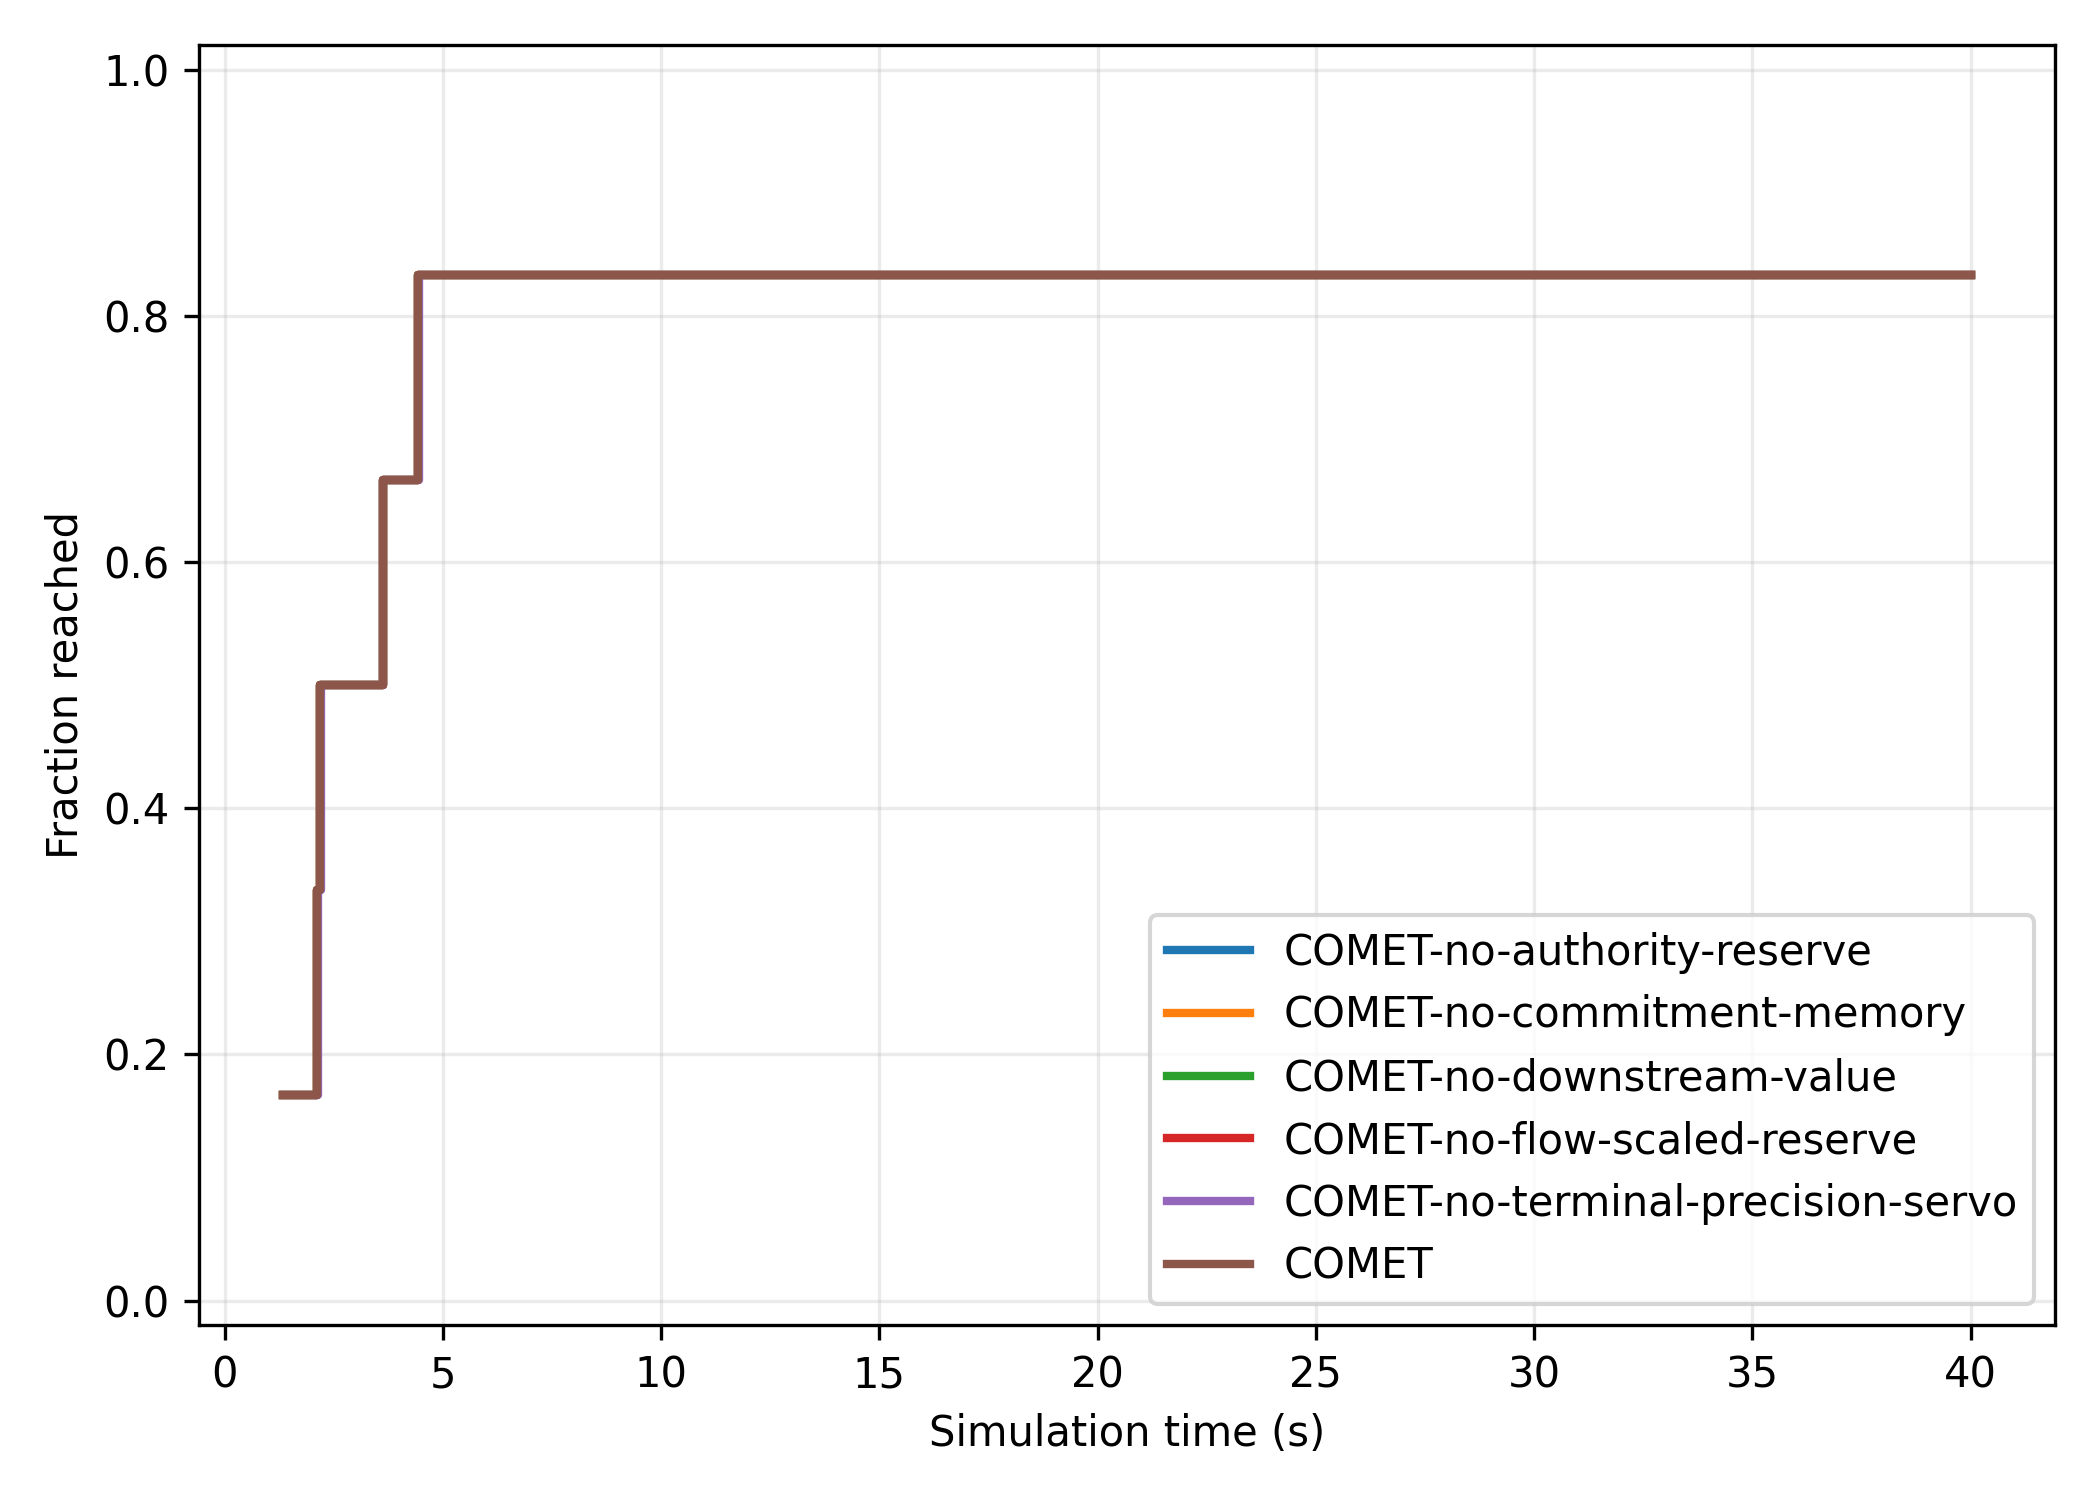 1.0
0.8
0.6
0.4
0.2
0.0
Fraction reached
COMET-no-authority-reserve
COMET-no-commitment-memory
COMET-no-downstream-value
COMET-no-flow-scaled-reserve
COMET-no-terminal-precision-servo
COMET
0 5 10 15 20 25 30 35 40
Simulation time (s)